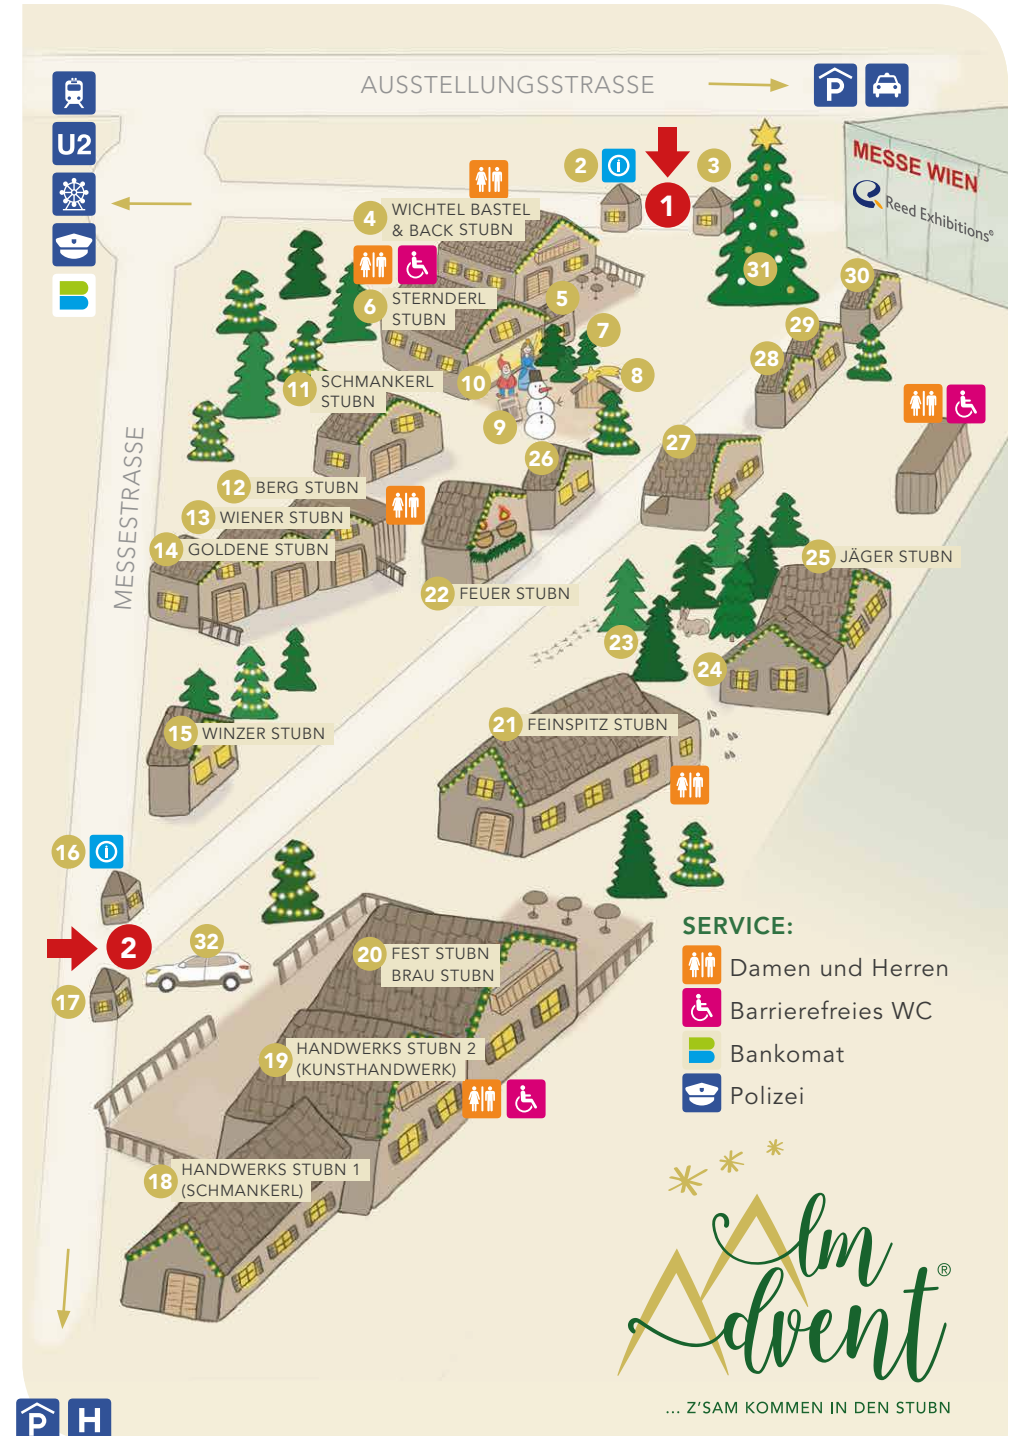 AUSSTELLUNGSSTRASSE
P
U2
MESSE WIEN
Reed Exhibitions®
2
i
3
1
4 WICHTEL BASTEL
& BACK STUBN
31
30
5
6 STERNDERL
STUBN
29
7
28
8
10
11 SCHMANKERL
STUBN
9
27
26
12 BERG STUBN
13 WIENER STUBN
14 GOLDENE STUBN
MESSESTRASSE
25 JÄGER STUBN
22 FEUER STUBN
23
24
21 FEINSPITZ STUBN
15 WINZER STUBN
16
i
2
32
17
20 FEST STUBN
BRAU STUBN
19 HANDWERKS STUBN 2
(KUNSTHANDWERK)
18 HANDWERKS STUBN 1
(SCHMANKERL)
SERVICE:
Damen und Herren
Barrierefreies WC
Bankomat
Polizei
Alm
Advent®
... Z'SAM KOMMEN IN DEN STUBN
P H